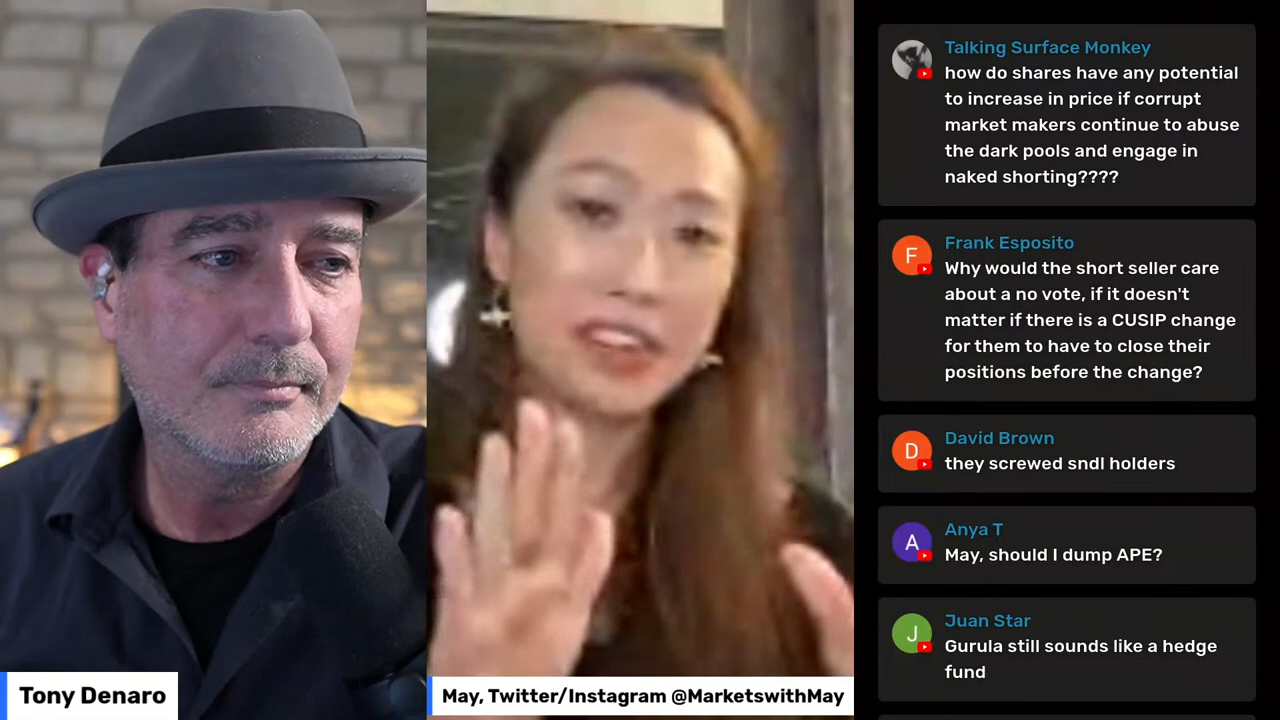 Tony Denaro
May, Twitter/Instagram @MarketswithMay
Talking Surface Monkey
how do shares have any potential
to increase in price if corrupt
market makers continue to abuse
the dark pools and engage in
naked shorting????
F
Frank Esposito
Why would the short seller care
about a no vote, if it doesn't
matter if there is a CUSIP change
for them to have to close their
positions before the change?
D
David Brown
they screwed sndl holders
A
Anya T
May, should I dump APE?
J
Juan Star
Gurula still sounds like a hedge
fund